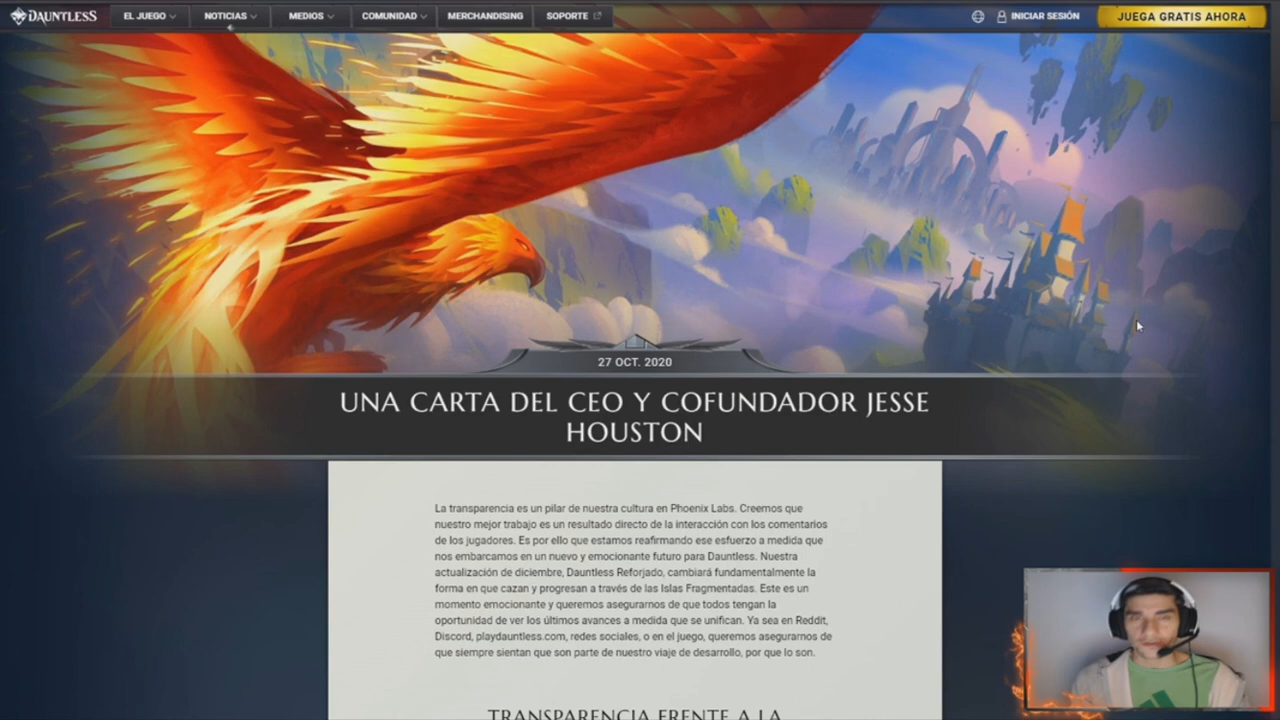 DAUNTLESS
EL JUEGO
NOTICIAS
MEDIOS
COMUNIDAD
MERCHANDISING
SOPORTE
INICIAR SESIÓN
JUEGA GRATIS AHORA
27 OCT. 2020
UNA CARTA DEL CEO Y COFUNDADOR JESSE
HOUSTON
La transparencia es un pilar de nuestra cultura en Phoenix Labs. Creemos que
nuestro mejor trabajo es un resultado directo de la interacción con los comentarios
de los jugadores. Es por ello que estamos reafirmando ese esfuerzo a medida que
nos embarcamos en un nuevo y emocionante futuro para Dauntless. Nuestra
actualización de diciembre, Dauntless Reforjado, cambiará fundamentalmente la
forma en que cazan y progresan a través de las Islas Fragmentadas. Este es un
momento emocionante y queremos asegurarnos de que todos tengan la
oportunidad de ver los últimos avances a medida que se unifican. Ya sea en Reddit,
Discord, playdauntless.com, redes sociales, o en el juego, queremos asegurarnos de
que siempre sientan que son parte de nuestro viaje de desarrollo, por que lo son.
TRANSPARENCIA FRENTE A LA